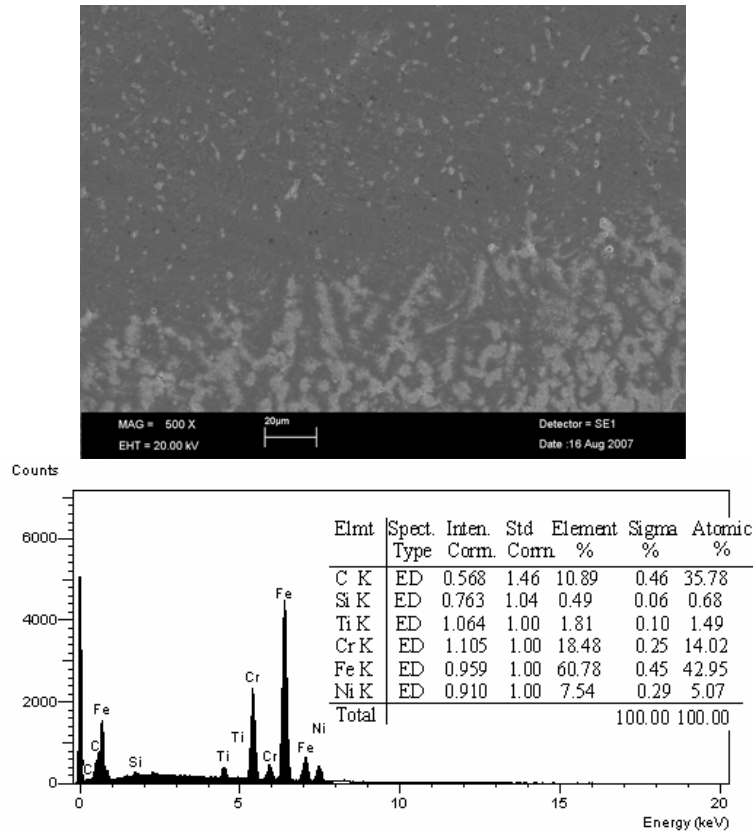 MAG = 500 X
20µm
Detector = SE1
EHT = 20.00 kV
Date :16 Aug 2007
Counts
6000
4000
2000
0
Elmt Spect. Inten. Std Element Sigma Atomic
Type Corrn. Corrn. % % %
C K ED 0.568 1.46 10.89 0.46 35.78
Si K ED 0.763 1.04 0.49 0.06 0.68
Ti K ED 1.064 1.00 1.81 0.10 1.49
Cr K ED 1.105 1.00 18.48 0.25 14.02
Fe K ED 0.959 1.00 60.78 0.45 42.95
Ni K ED 0.910 1.00 7.54 0.29 5.07
Total 100.00 100.00
Fe
Cr
Fe
Ti Ni
C Fe
Si Ti Cr
C
0 5 10 15 20
Energy (keV)